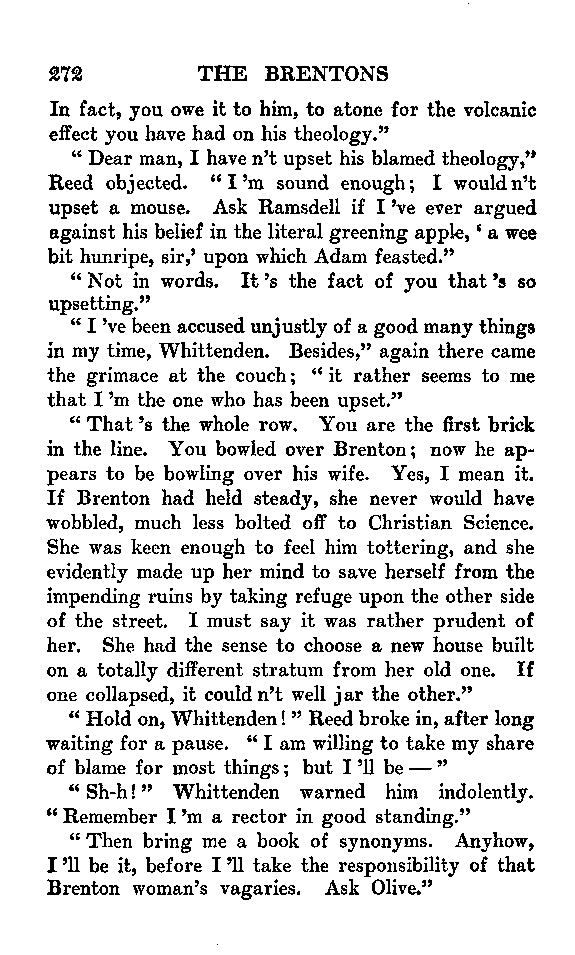 272 THE BRENTONS
In fact, you owe it to him, to atone for the volcanic
effect you have had on his theology.”
“ Dear man, I have n’t upset his blamed theology,”
Reed objected. “ I ’m sound enough; I would n’t
upset a mouse. Ask Ramsdell if I ’ve ever argued
against his belief in the literal greening apple, ‘ a wee
bit hunripe, sir,’ upon which Adam feasted.”
“ Not in words. It ’s the fact of you that ’s so
upsetting.”
“ I ’ve been accused unjustly of a good many things
in my time, Whittenden. Besides,” again there came
the grimace at the couch; “ it rather seems to me
that I ’m the one who has been upset.”
“ That ’s the whole row. You are the first brick
in the line. You bowled over Brenton; now he ap-
pears to be bowling over his wife. Yes, I mean it.
If Brenton had held steady, she never would have
wobbled, much less bolted off to Christian Science.
She was keen enough to feel him tottering, and she
evidently made up her mind to save herself from the
impending ruins by taking refuge upon the other side
of the street. I must say it was rather prudent of
her. She had the sense to choose a new house built
on a totally different stratum from her old one. If
one collapsed, it could n’t well jar the other.”
“ Hold on, Whittenden! ” Reed broke in, after long
waiting for a pause. “ I am willing to take my share
of blame for most things; but I ’ll be — ”
“ Sh-h! ” Whittenden warned him indolently.
“ Remember I ’m a rector in good standing.”
“ Then bring me a book of synonyms. Anyhow,
I ’ll be it, before I ’ll take the responsibility of that
Brenton woman’s vagaries. Ask Olive.”